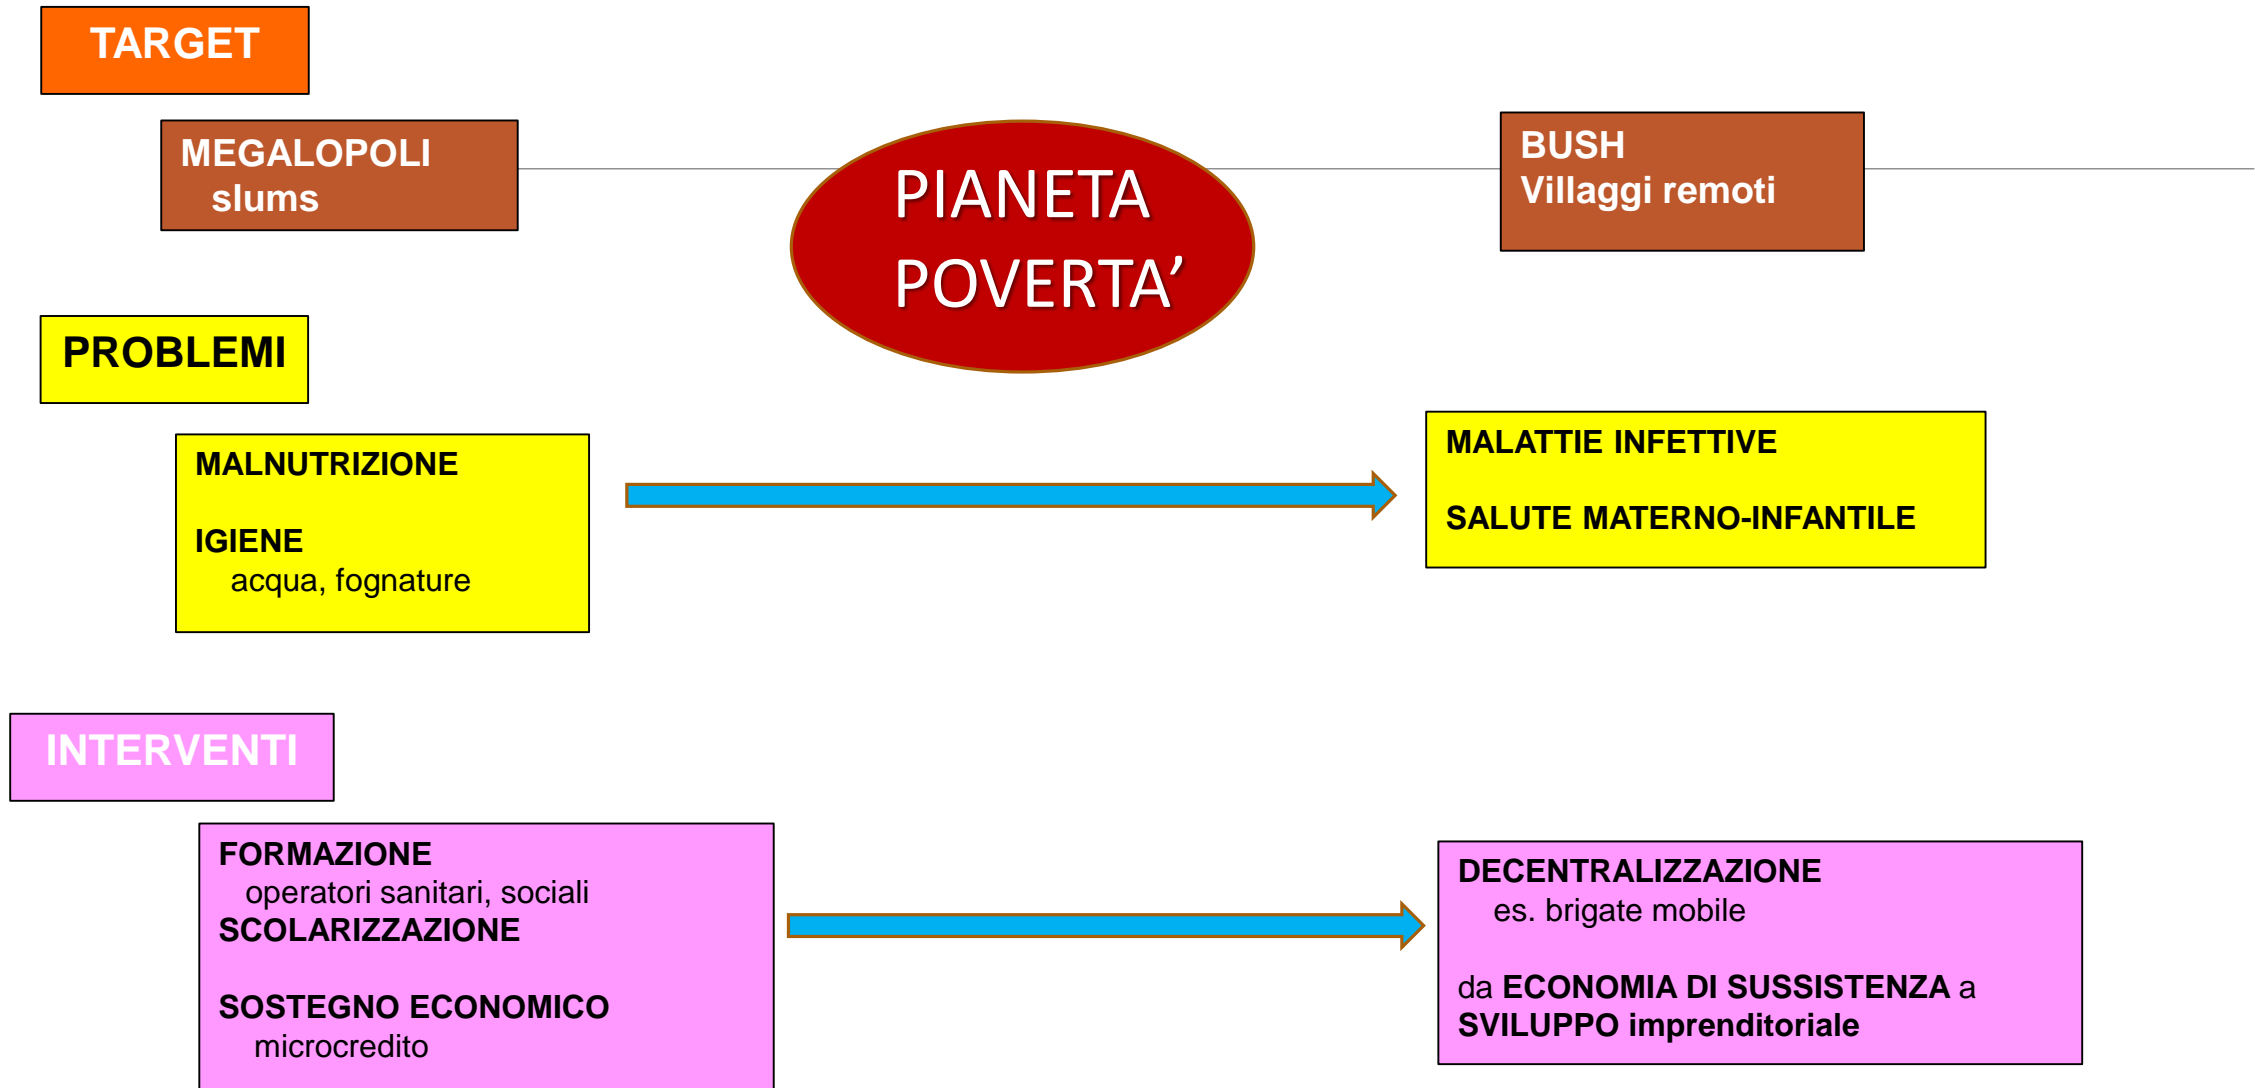 TARGET
MEGALOPOLI
slums
PIANETA
POVERTA’
BUSH
Villaggi remoti
PROBLEMI
MALNUTRIZIONE
IGIENE
acqua, fognature
MALATTIE INFETTIVE
SALUTE MATERNO-INFANTILE
INTERVENTI
FORMAZIONE
operatori sanitari, sociali
SCOLARIZZAZIONE
SOSTEGNO ECONOMICO
microcredito
DECENTRALIZZAZIONE
es. brigate mobile
da ECONOMIA DI SUSSISTENZA a
SVILUPPO imprenditoriale